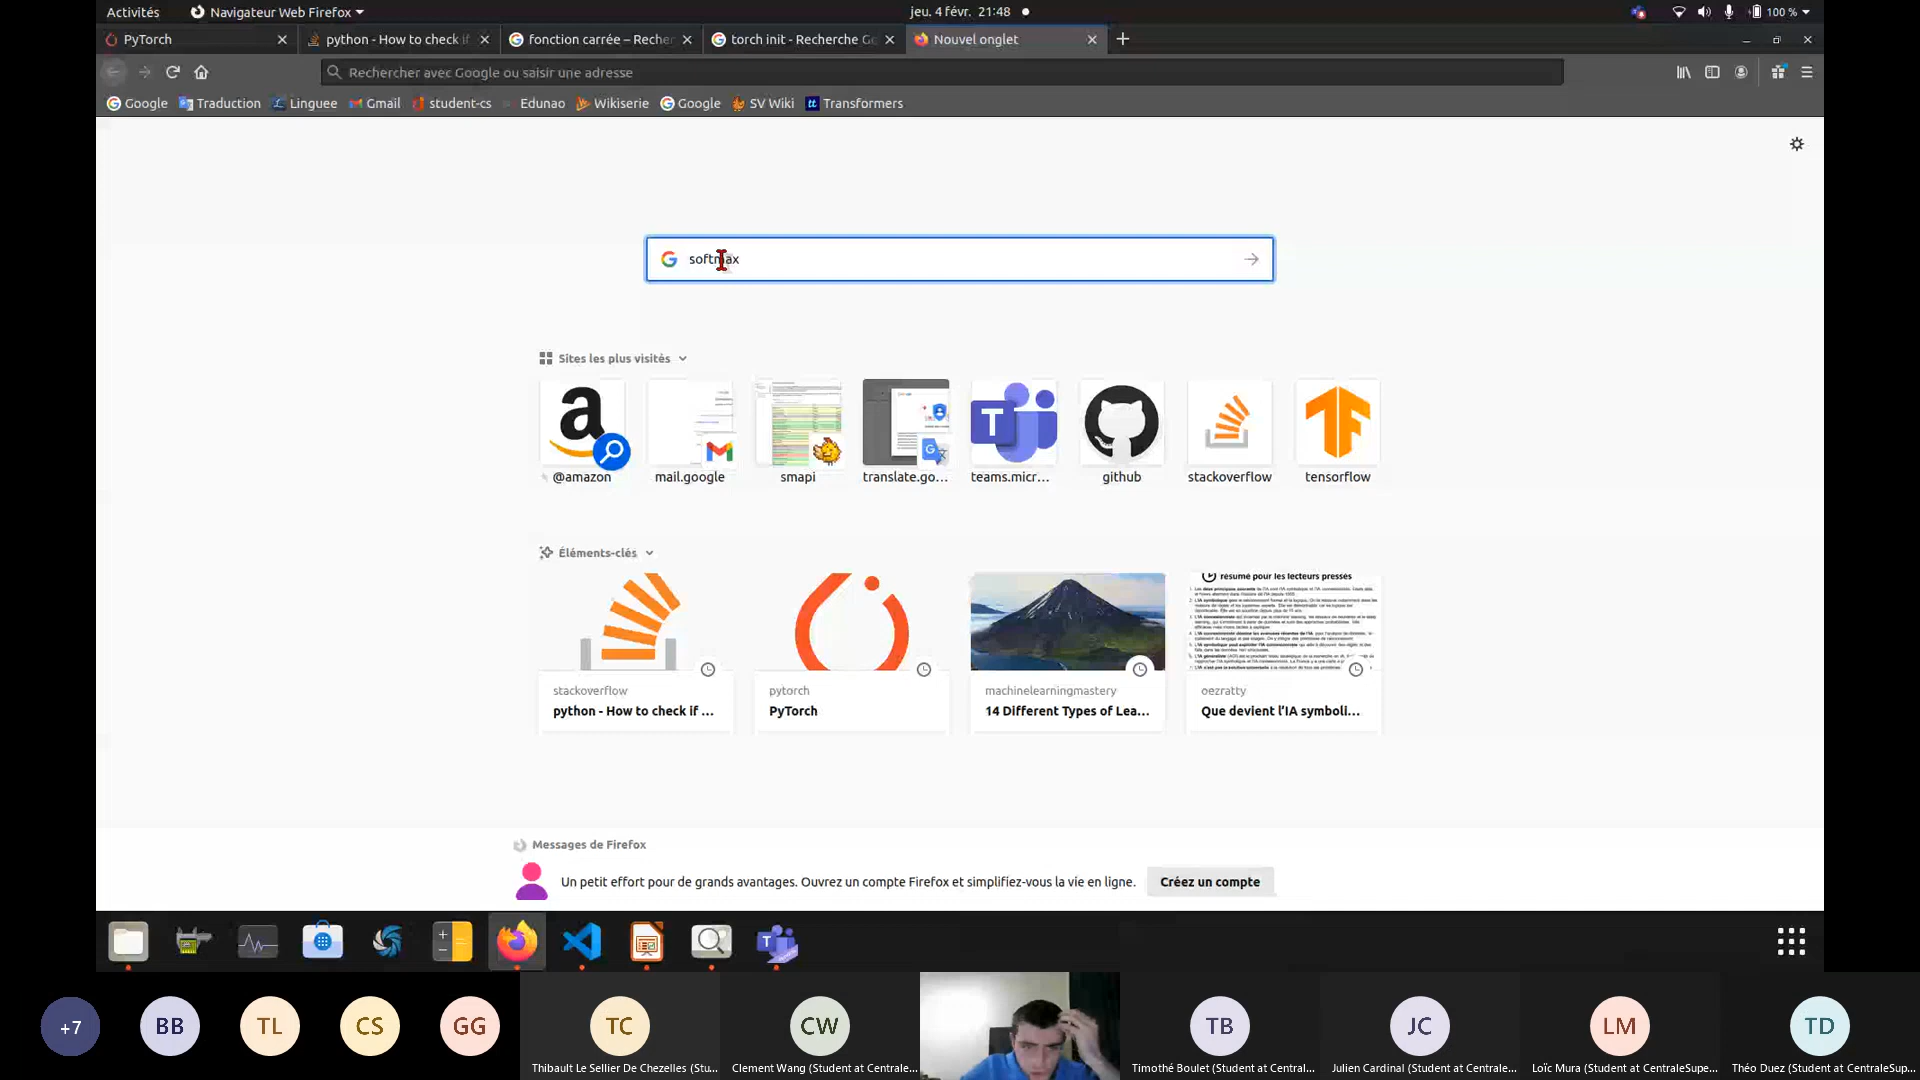 Activités
Navigateur Web Firefox
jeu. 4 févr. 21:48
100 %
PyTorch
python - How to check if
fonction carrée – Recher
torch init - Recherche Go
Nouvel onglet
Rechercher avec Google ou saisir une adresse
Google
Traduction
Linguee
Gmail
student-cs
Edunao
Wikiserie
Google
SV Wiki
Transformers
softmax
Sites les plus visités
@amazon
mail.google
smapi
translate.go...
teams.micr...
github
stackoverflow
tensorflow
Éléments-clés
résumé pour les lecteurs pressés
stackoverflow
python - How to check if ...
pytorch
PyTorch
machinelearningmastery
14 Different Types of Lea...
oezratty
Que devient l'IA symboli...
Messages de Firefox
Un petit effort pour de grands avantages. Ouvrez un compte Firefox et simplifiez-vous la vie en ligne.
Créez un compte
+7
BB
TL
CS
GG
TC
Thibault Le Sellier De Chezelles (Stu...
CW
Clement Wang (Student at Centrale...
TB
Timothé Boulet (Student at Central...
JC
Julien Cardinal (Student at Centrale...
LM
Loïc Mura (Student at CentraleSupe...
TD
Théo Duez (Student at CentraleSup...